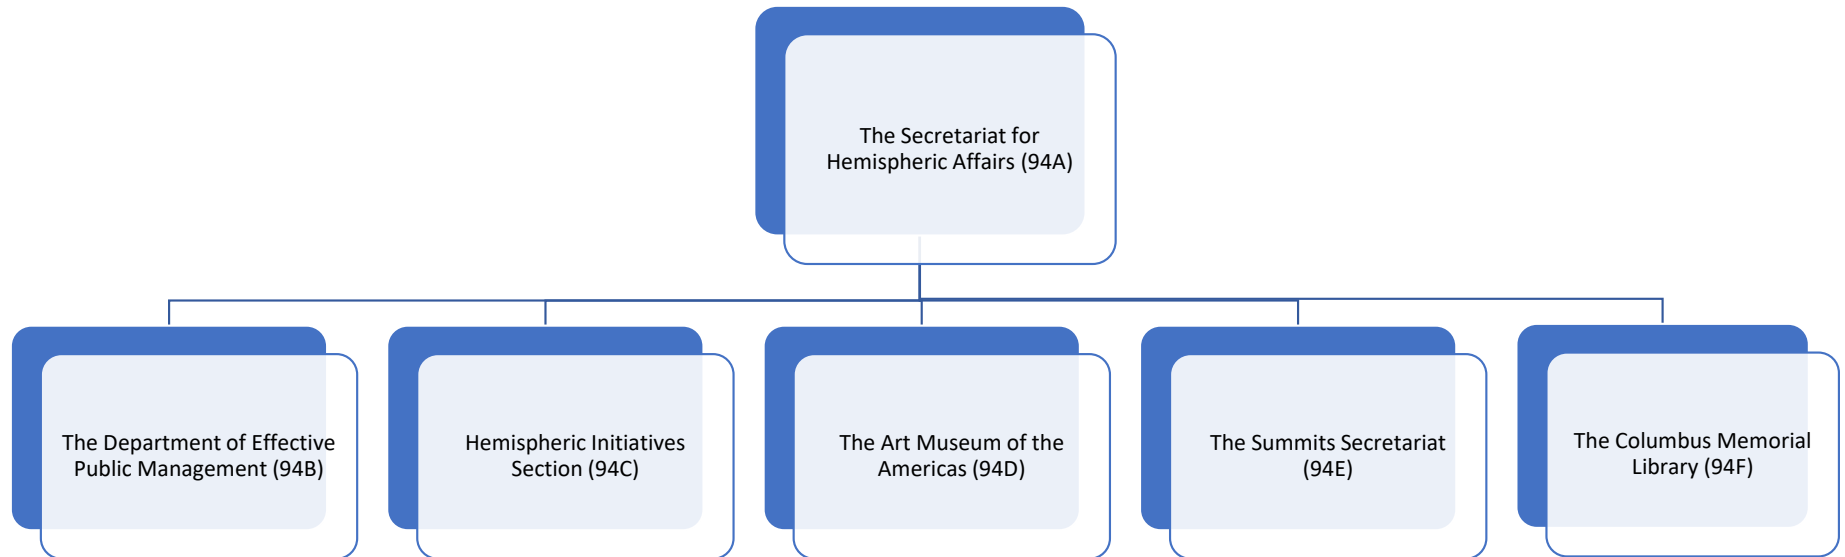 The Secretariat for
Hemispheric Affairs (94A)
The Department of Effective
Public Management (94B)
Hemispheric Initiatives
Section (94C)
The Art Museum of the
Americas (94D)
The Summits Secretariat
(94E)
The Columbus Memorial
Library (94F)